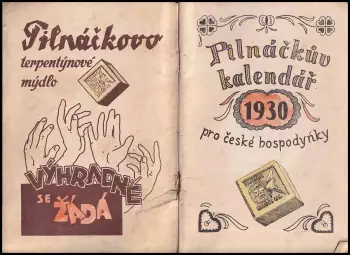 Pilnáčkovo
terpentýnové
mýdlo
VÝHRADNĚ
SE ŽÁDÁ
Pilnáčkův
kalendář
1930
pro české hospodyňky